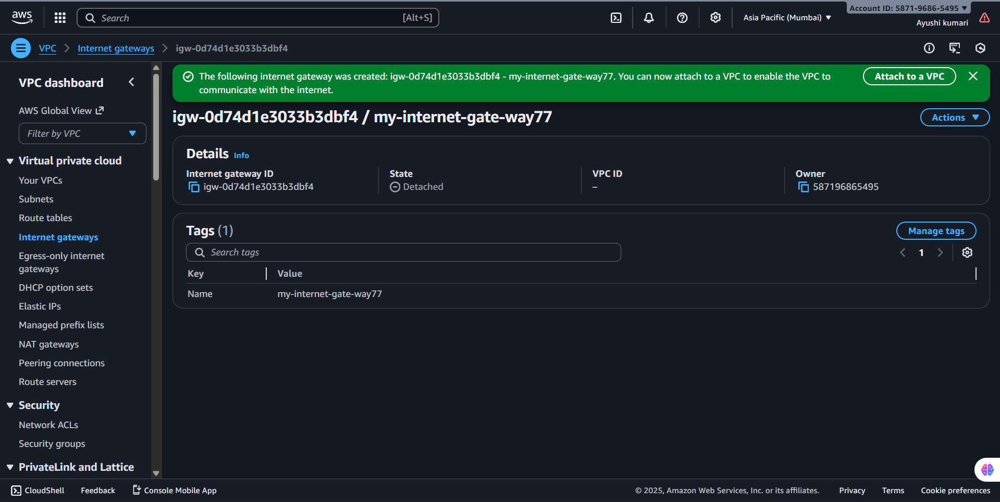 aws
Search
[Alt+S]
Asia Pacific (Mumbai)
Account ID: 5871-9686-5495
Ayushi kumari
VPC
Internet gateways
igw-0d74d1e3033b3dbf4
VPC dashboard
AWS Global View
Filter by VPC
Virtual private cloud
Your VPCs
Subnets
Route tables
Internet gateways
Egress-only internet
gateways
DHCP option sets
Elastic IPs
Managed prefix lists
NAT gateways
Peering connections
Route servers
Security
Network ACLs
Security groups
PrivateLink and Lattice
The following internet gateway was created: igw-0d74d1e3033b3dbf4 - my-internet-gate-way77. You can now attach to a VPC to enable the VPC to
communicate with the internet.
Attach to a VPC
igw-0d74d1e3033b3dbf4 / my-internet-gate-way77
Actions
Details Info
Internet gateway ID
igw-0d74d1e3033b3dbf4
State
Detached
VPC ID
–
Owner
587196865495
Tags (1)
Manage tags
Search tags
1
Key Value
Name my-internet-gate-way77
CloudShell Feedback Console Mobile App
© 2025, Amazon Web Services, Inc. or its affiliates. Privacy Terms Cookie preferences